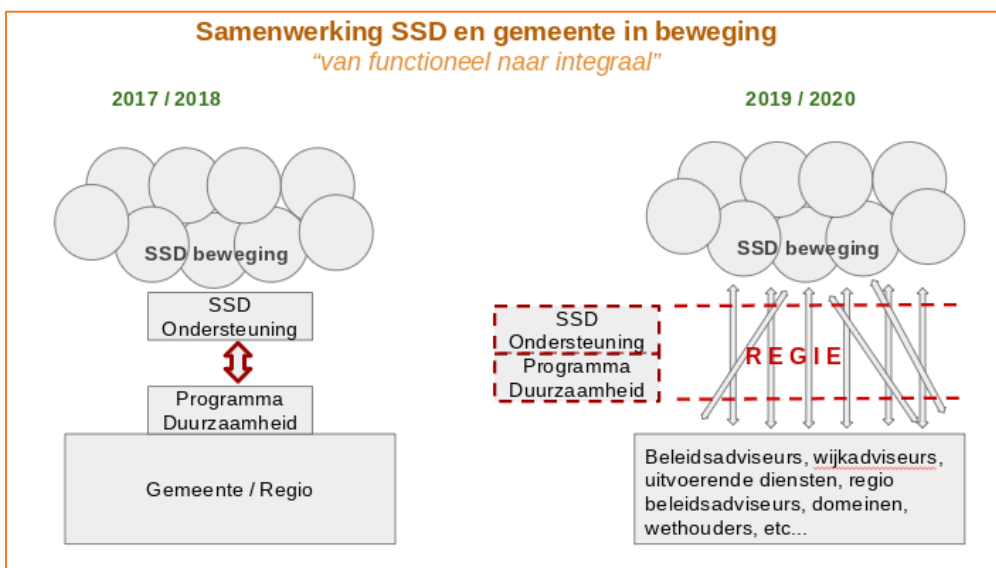 Samenwerking SSD en gemeente in beweging
“van functioneel naar integraal”
2017 / 2018
SSD beweging
SSD
Ondersteuning
Programma
Duurzaamheid
Gemeente / Regio
2019 / 2020
SSD beweging
SSD
Ondersteuning
Programma
Duurzaamheid
REGIE
Beleidsadviseurs, wijkadviseurs,
uitvoerende diensten, regio
beleidsadviseurs, domeinen,
wethouders, etc...